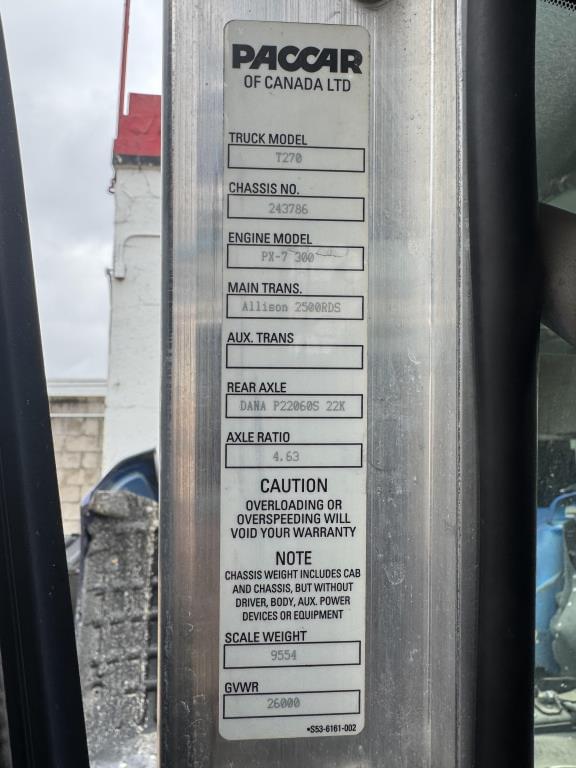 PACCAR
OF CANADA LTD
TRUCK MODEL
T270
CHASSIS NO.
243786
ENGINE MODEL
PX-7 300
MAIN TRANS.
Allison 2500RDS
AUX. TRANS
REAR AXLE
DANA P22060S 22K
AXLE RATIO
4.63
CAUTION
OVERLOADING OR
OVERSPEEDING WILL
VOID YOUR WARRANTY
NOTE
CHASSIS WEIGHT INCLUDES CAB
AND CHASSIS, BUT WITHOUT
DRIVER, BODY, AUX. POWER
DEVICES OR EQUIPMENT
SCALE WEIGHT
9554
GVWR
26000
•S53-6161-002